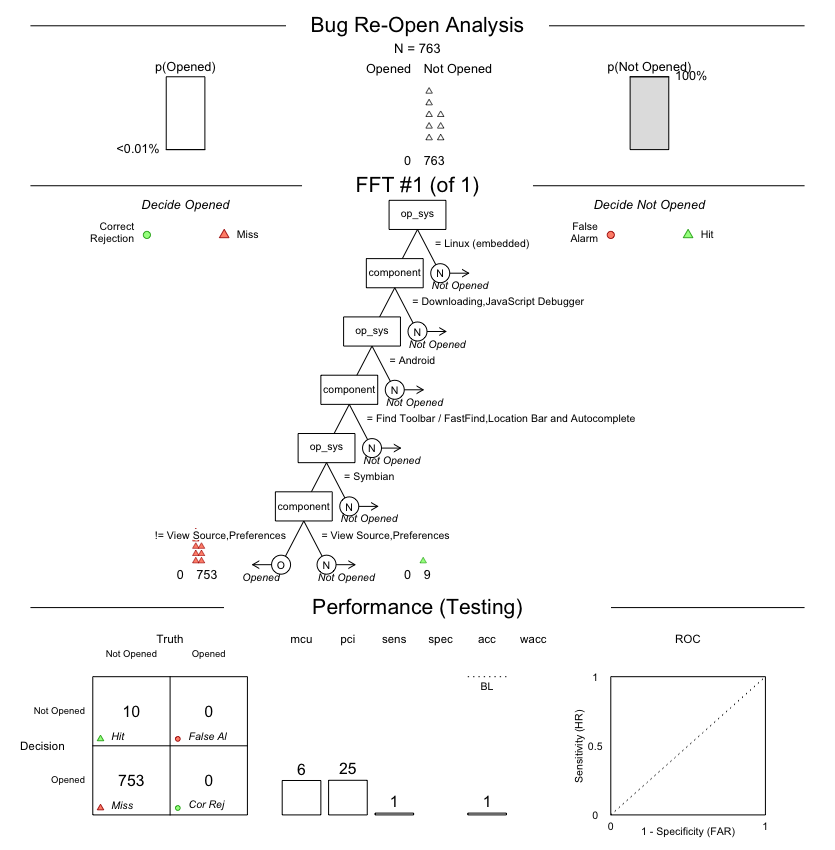 Bug Re-Open Analysis
N = 763
p(Opened)
Opened Not Opened
p(Not Opened)
100%
<0.01%
0 763
FFT #1 (of 1)
Decide Opened
Decide Not Opened
Correct Rejection
Miss
False Alarm
Hit
op_sys
= Linux (embedded)
component
N
Not Opened
= Downloading,JavaScript Debugger
op_sys
N
Not Opened
= Android
component
N
Not Opened
= Find Toolbar / FastFind,Location Bar and Autocomplete
op_sys
N
Not Opened
= Symbian
component
N
Not Opened
!= View Source,Preferences
= View Source,Preferences
O
N
0 753
Opened
Not Opened
0 9
Performance (Testing)
Truth
Not Opened Opened
mcu pci sens spec acc wacc
ROC
BL
Decision
Not Opened
10
0
Hit
False Al
Opened
753
0
Miss
Cor Rej
6
25
1
1
Sensitivity (HR)
1
0.5
0
0
1
1 - Specificity (FAR)